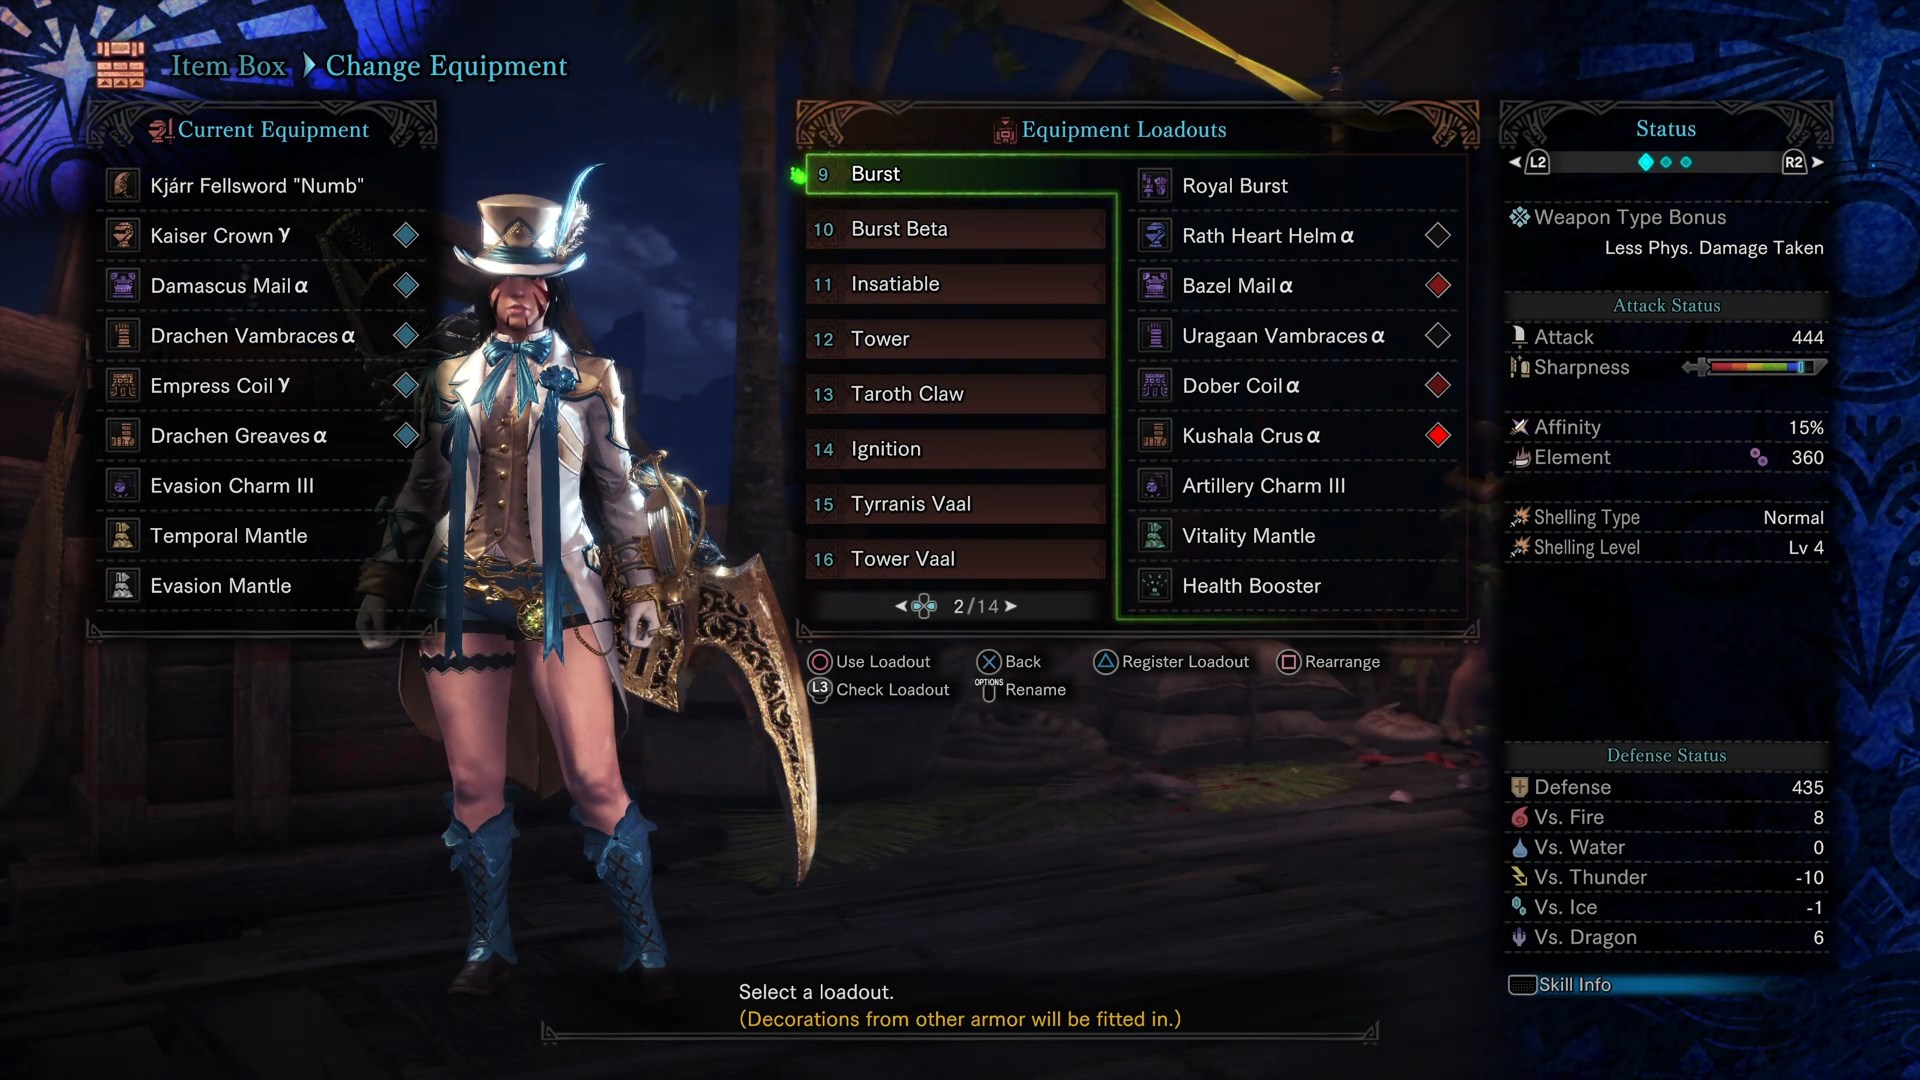 Item Box Change Equipment
Current Equipment
Kjárr Fellsword "Numb"
Kaiser Crown γ
Damascus Mail α
Drachen Vambraces α
Empress Coil γ
Drachen Greaves α
Evasion Charm III
Temporal Mantle
Evasion Mantle
Equipment Loadouts
9 Burst
10 Burst Beta
11 Insatiable
12 Tower
13 Taroth Claw
14 Ignition
15 Tyrranis Vaal
16 Tower Vaal
2/14
Royal Burst
Rath Heart Helm α
Bazel Mail α
Uragaan Vambraces α
Dober Coil α
Kushala Crus α
Artillery Charm III
Vitality Mantle
Health Booster
Use Loadout Back Register Loadout Rearrange
L3 Check Loadout OPTIONS Rename
Status
L2 R2
Weapon Type Bonus
Less Phys. Damage Taken
Attack Status
Attack 444
Sharpness
Affinity 15%
Element 360
Shelling Type Normal
Shelling Level Lv 4
Defense Status
Defense 435
Vs. Fire 8
Vs. Water 0
Vs. Thunder -10
Vs. Ice -1
Vs. Dragon 6
Skill Info
Select a loadout.
(Decorations from other armor will be fitted in.)